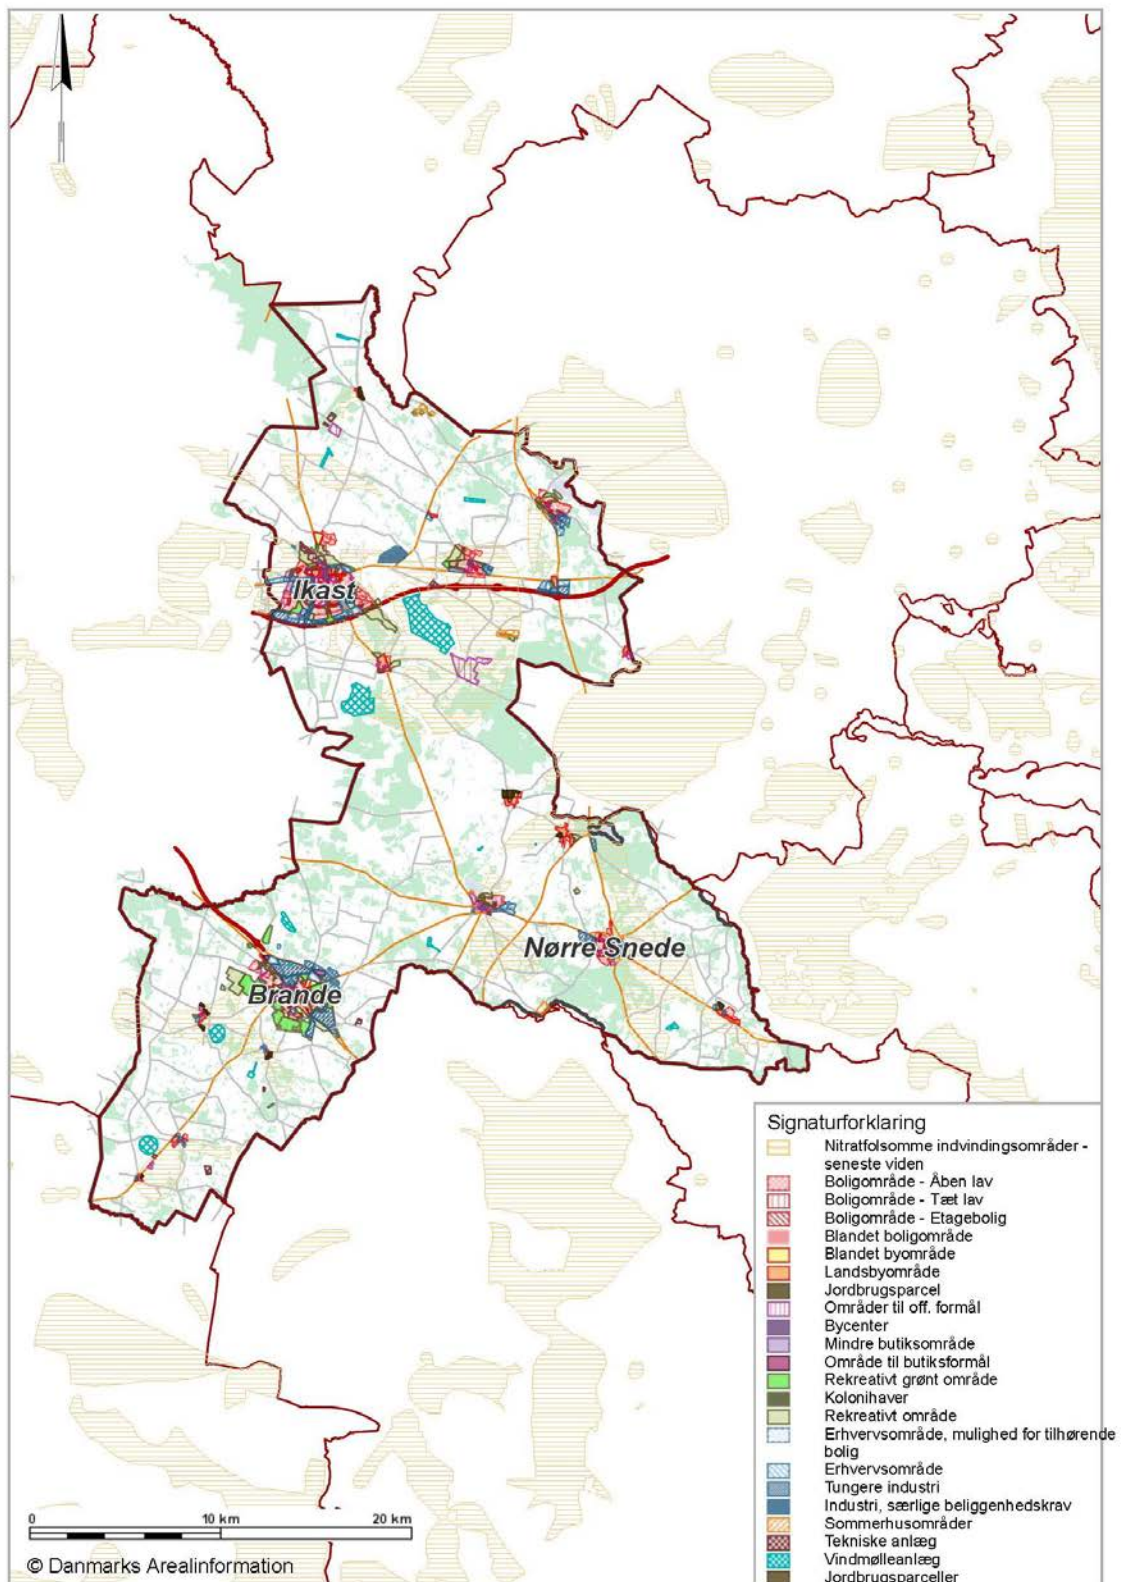 Ikast
Nørre Snede
Brande
Signaturforklaring
Nitratfølsomme indvindingsområder -
seneste viden
Boligområde - Åben lav
Boligområde - Tæt lav
Boligområde - Etagebolig
Blandet boligområde
Blandet byområde
Landsbyområde
Jordbrugsparcel
Områder til off. formål
Bycenter
Mindre butiksområde
Område til butiksformål
Rekreativt grønt område
Kolonihaver
Rekreativt område
Erhvervsområde, mulighed for tilhørende
bolig
Erhvervsområde
Tungere industri
Industri, særlige beliggenhedskrav
Sommerhusområder
Tekniske anlæg
Vindmølleanlæg
Jordbrugsparceller
0 10 km 20 km
© Danmarks Arealinformation